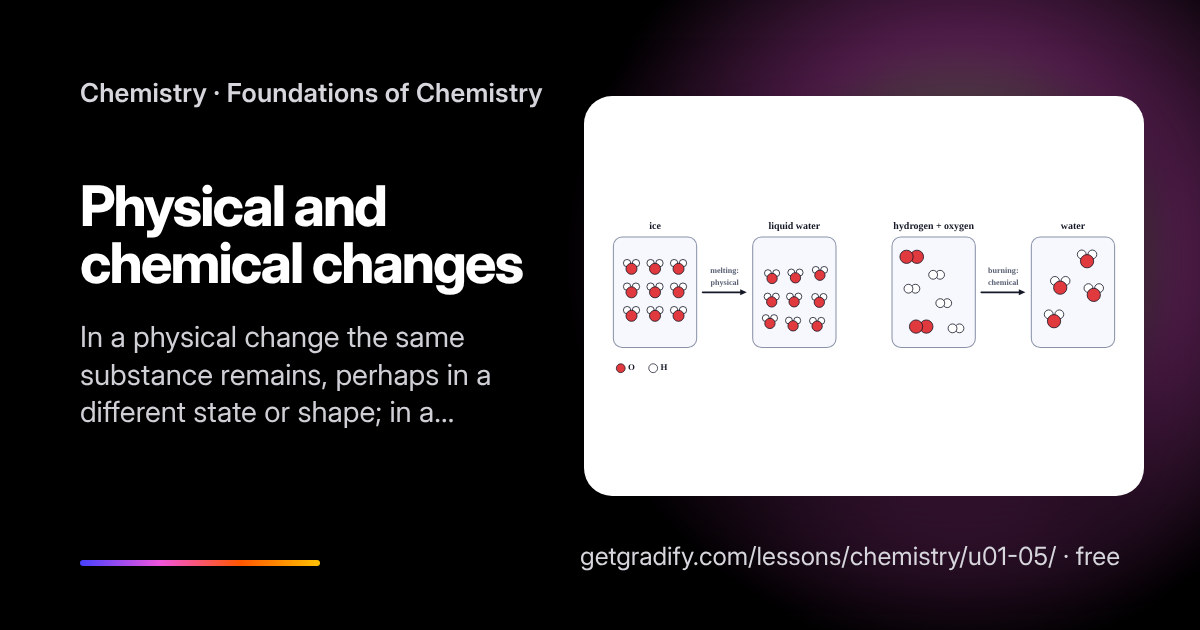 Chemistry · Foundations of Chemistry
Physical and
chemical changes
In a physical change the same
substance remains, perhaps in a
different state or shape; in a...
ice
liquid water
hydrogen + oxygen
water
melting:
physical
burning:
chemical
O
H
getgradify.com/lessons/chemistry/u01-05/ · free